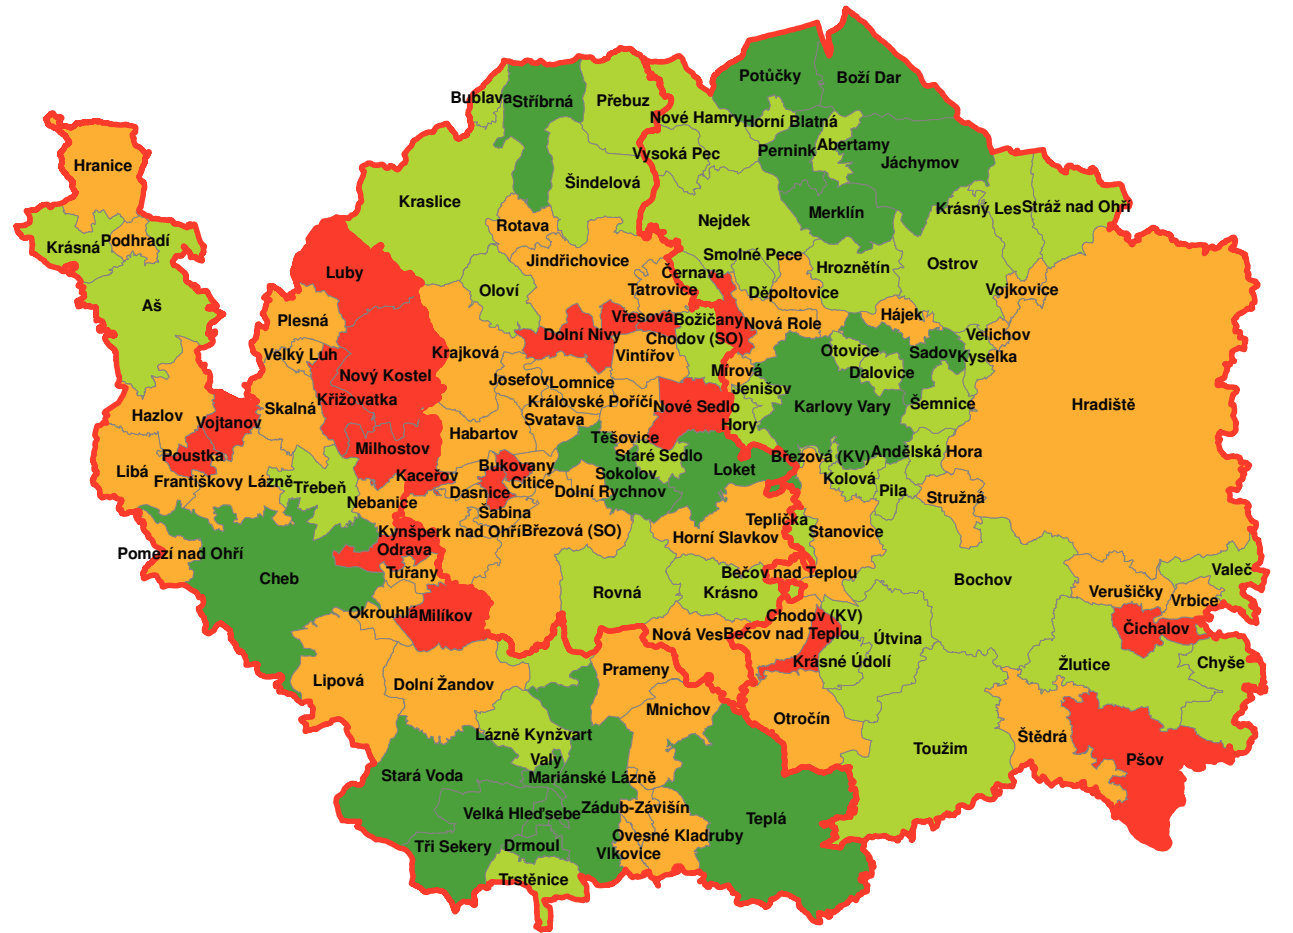 Potůčky
Boží Dar
Bublava
Stříbrná
Přebuz
Nové Hamry
Horní Blatná
Hranice
Vysoká Pec
Pernink
Abertamy
Jáchymov
Šindelová
Kraslice
Krásný Les
Stráž nad Ohří
Merklín
Nejdek
Rotava
Krásná
Podhradí
Smolné Pece
Jindřichovice
Ostrov
Hroznětín
Luby
Černava
Tatrovice
Oloví
Děpoltovice
Vojkovice
Aš
Plesná
Vřesová
Božičany
Nová Role
Hájek
Dolní Nivy
Chodov (SO)
Velichov
Velký Luh
Krajková
Vintířov
Otovice
Sadov
Kyselka
Nový Kostel
Josefov
Lomnice
Mírová
Dalovice
Jenišov
Křižovatka
Královské Poříčí
Nové Sedlo
Karlovy Vary
Šemnice
Hradiště
Skalná
Hazlov
Vojtanov
Svatava
Hory
Habartov
Těšovice
Milhostov
Poustka
Staré Sedlo
Březová (KV)
Andělská Hora
Libá
Františkovy Lázně
Třebeň
Kaceřov
Bukovany
Citice
Sokolov
Loket
Kolová
Dasnice
Dolní Rychnov
Pila
Stružná
Nebanice
Šabina
Teplička
Kynšperk nad Ohří
Březová (SO)
Horní Slavkov
Stanovice
Pomezí nad Ohří
Odrava
Cheb
Tuřany
Bečov nad Teplou
Bochov
Valeč
Rovná
Krásno
Verušičky
Vrbice
Okrouhlá
Milíkov
Chodov (KV)
Nová Ves
Bečov nad Teplou
Útvina
Čichalov
Krásné Údolí
Žlutice
Chyše
Prameny
Lipová
Dolní Žandov
Mnichov
Otročín
Lázně Kynžvart
Štědrá
Toužim
Valy
Pšov
Stará Voda
Mariánské Lázně
Velká Hleďsebe
Zádub-Závišín
Teplá
Ovesné Kladruby
Tři Sekery
Drmoul
Vlkovice
Trstěnice